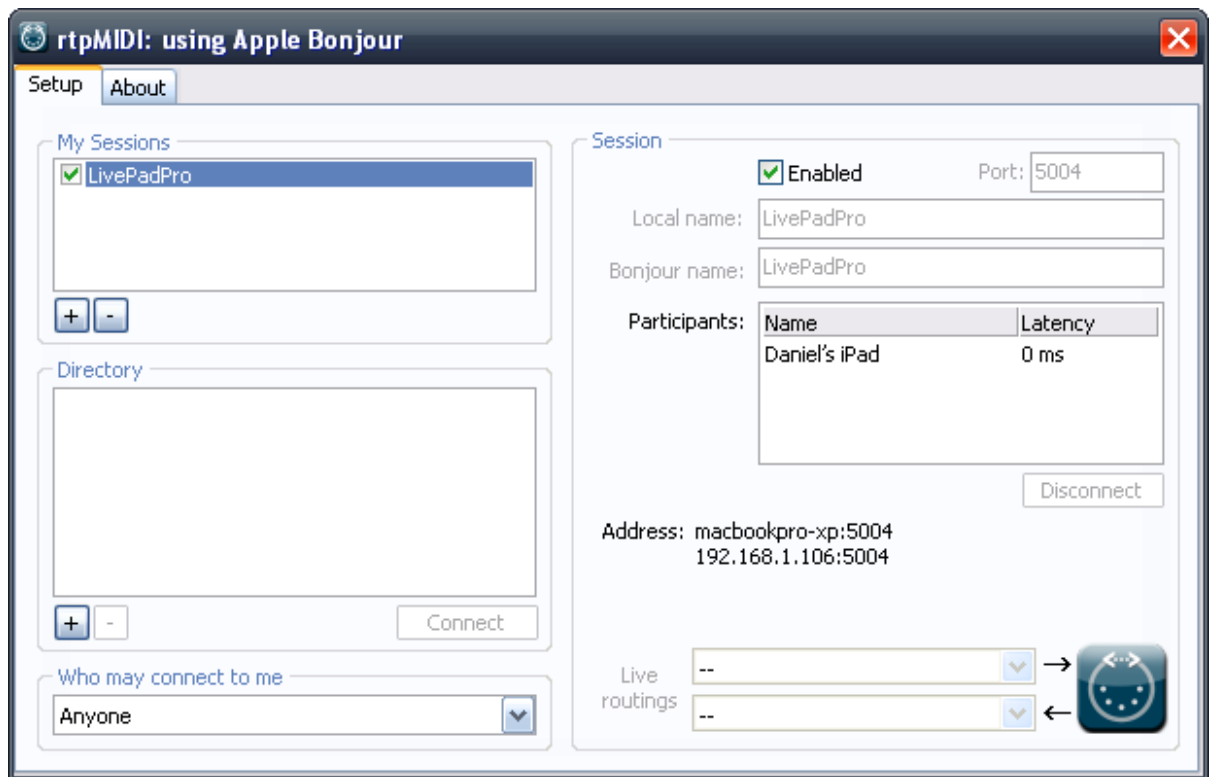 rtpMIDI: using Apple Bonjour
Setup
About
My Sessions
LivePadPro
+ -
Directory
+ -
Connect
Who may connect to me
Anyone
Session
Enabled
Port: 5004
Local name: LivePadPro
Bonjour name: LivePadPro
Participants: Name Latency
Daniel's iPad 0 ms
Disconnect
Address: macbookpro-xp:5004
192.168.1.106:5004
Live
routings
--
--